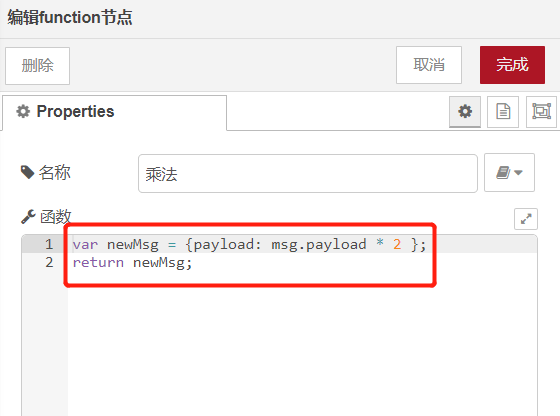 编辑function节点
删除
取消
完成
Properties
名称
乘法
函数
1 var newMsg = {payload: msg.payload * 2 };
2 return newMsg;